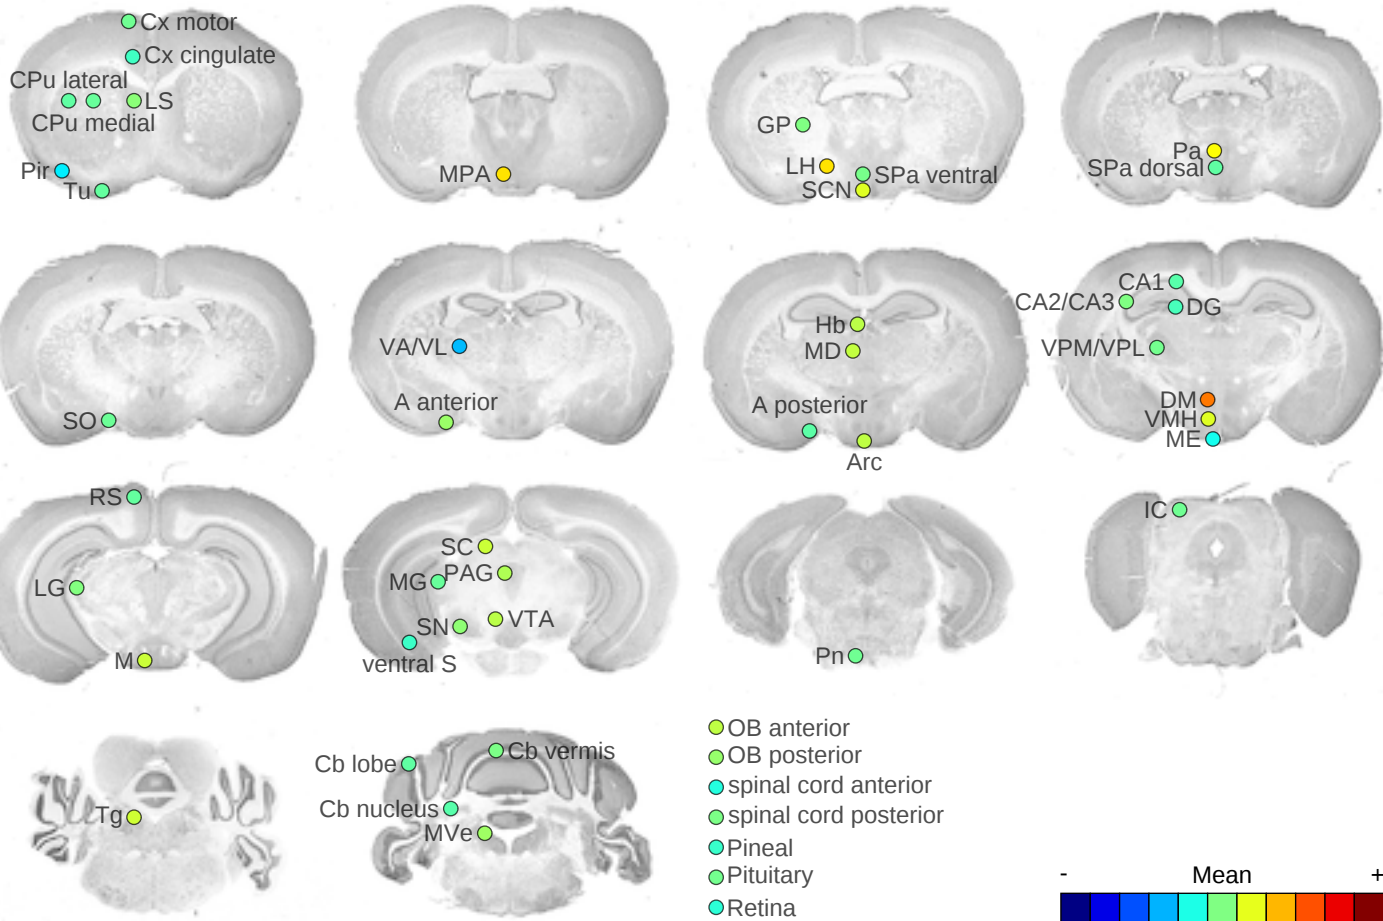 Cx motor
Cx cingulate
CPu lateral
LS
CPu medial
Pir
Tu
MPA
GP
LH
SPa ventral
SCN
Pa
SPa dorsal
SO
VA/VL
A anterior
Hb
MD
A posterior
Arc
CA1
CA2/CA3
DG
VPM/VPL
DM
VMH
ME
RS
LG
M
SC
MG
PAG
SN
VTA
ventral S
Pn
IC
Tg
Cb lobe
Cb vermis
Cb nucleus
MVe
OB anterior
OB posterior
spinal cord anterior
spinal cord posterior
Pineal
Pituitary
Retina
- Mean +